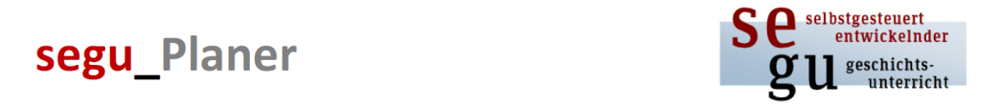 segu_Planer
se selbstgesteuert
entwickelnder
gu geschichts-
unterricht